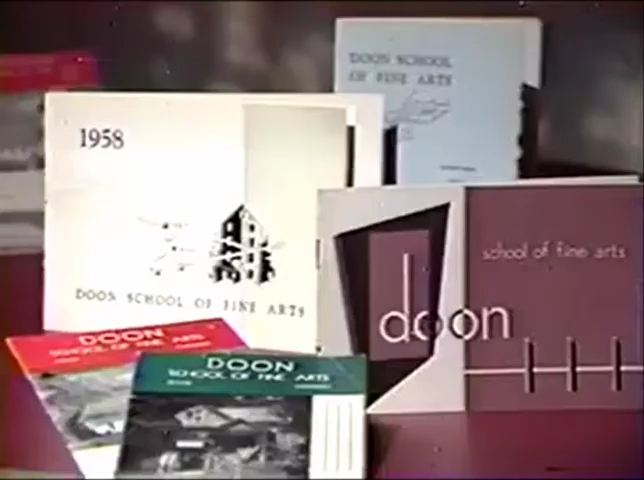 DOON SCHOOL
OF FINE ARTS
1958
DOON SCHOOL OF FINE ARTS
school of fine arts
doon
DOON
SCHOOL OF FINE ARTS
DOON
SCHOOL OF FINE ARTS